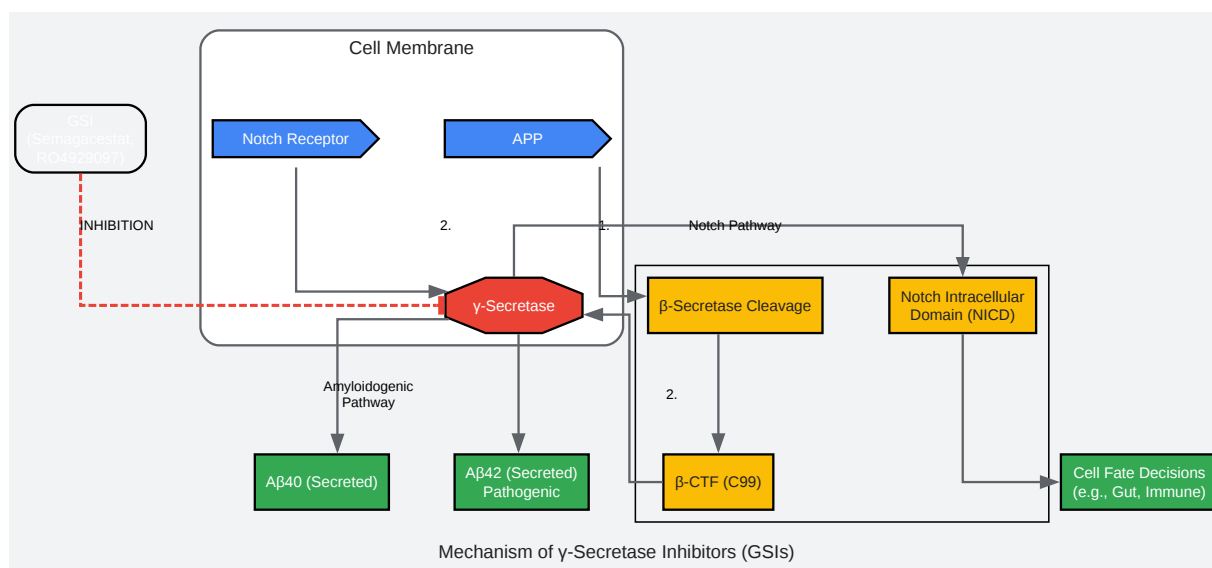 Cell Membrane
GSI
(Semagacestat,
RO4929097)
Notch Receptor
APP
INHIBITION
2.
1.
Notch Pathway
γ-Secretase
β-Secretase Cleavage
Notch Intracellular
Domain (NICD)
Amyloidogenic
Pathway
2.
Aβ40 (Secreted)
Aβ42 (Secreted)
Pathogenic
β-CTF (C99)
Cell Fate Decisions
(e.g., Gut, Immune)
Mechanism of γ-Secretase Inhibitors (GSIs)